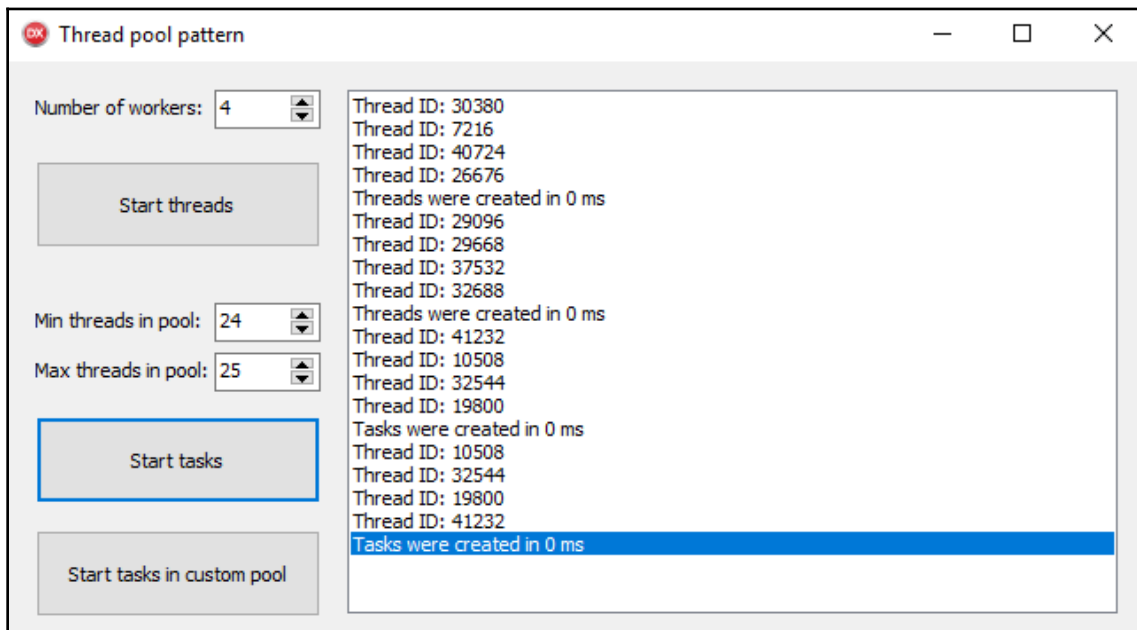 DX Thread pool pattern
Number of workers: 4
Start threads
Min threads in pool: 24
Max threads in pool: 25
Start tasks
Start tasks in custom pool
Thread ID: 30380
Thread ID: 7216
Thread ID: 40724
Thread ID: 26676
Threads were created in 0 ms
Thread ID: 29096
Thread ID: 29668
Thread ID: 37532
Thread ID: 32688
Threads were created in 0 ms
Thread ID: 41232
Thread ID: 10508
Thread ID: 32544
Thread ID: 19800
Tasks were created in 0 ms
Thread ID: 10508
Thread ID: 32544
Thread ID: 19800
Thread ID: 41232
Tasks were created in 0 ms